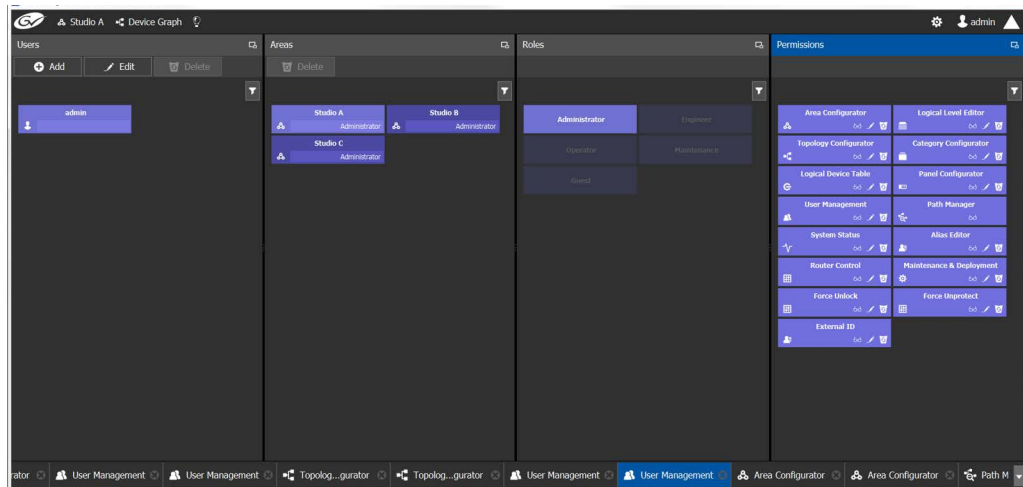 Studio A Device Graph admin
Users
Add Edit Delete
admin
Areas
Delete
Studio A
Administrator
Studio B
Administrator
Studio C
Administrator
Roles
Administrator
Engineer
Operator
Maintenance
Guest
Permissions
Area Configurator
Logical Level Editor
Topology Configurator
Category Configurator
Logical Device Table
Panel Configurator
User Management
Path Manager
System Status
Alias Editor
Router Control
Maintenance & Deployment
Force Unlock
Force Unprotect
External ID
rator User Management User Management Topolog...gurator Topolog...gurator User Management User Management Area Configurator Area Configurator Path M